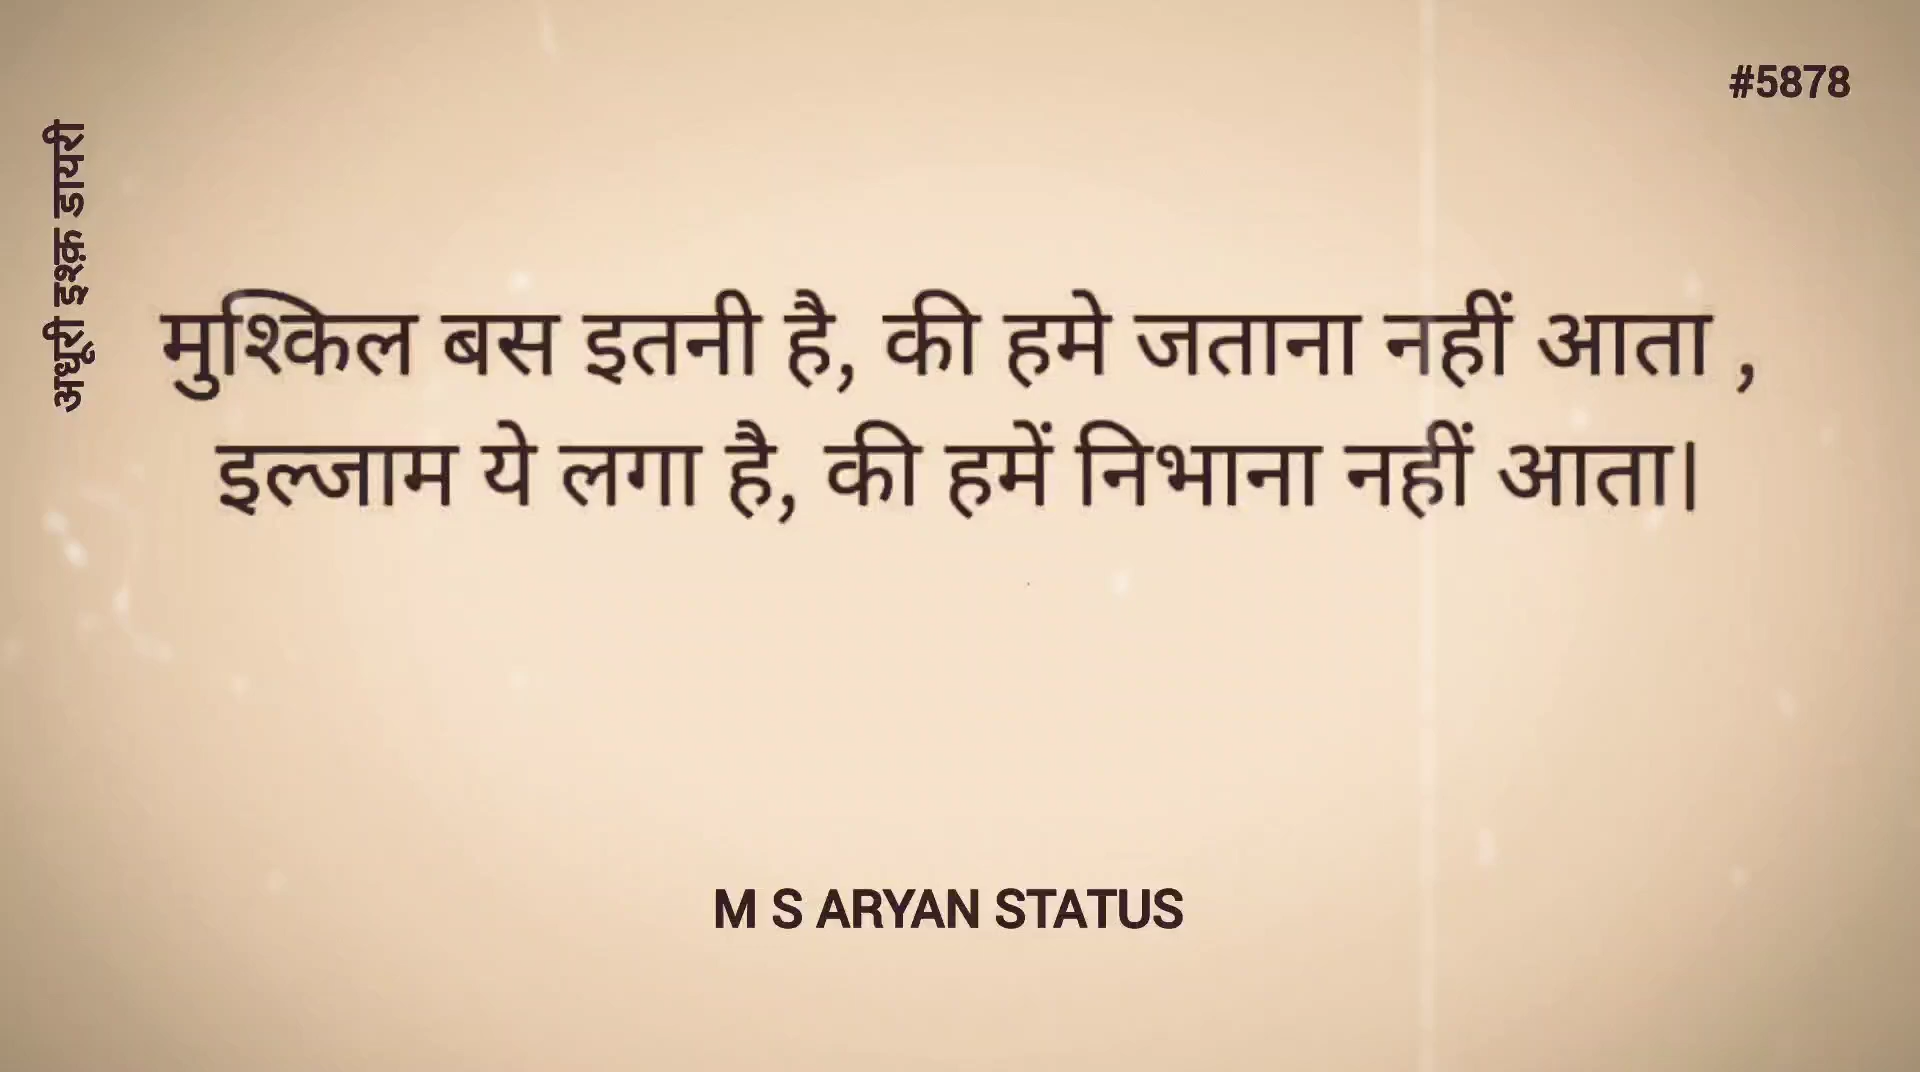 #5878
अधूरी इश्क़ डायरी
मुश्किल बस इतनी है, की हमे जताना नहीं आता ,
इल्जाम ये लगा है, की हमें निभाना नहीं आता।
M S ARYAN STATUS